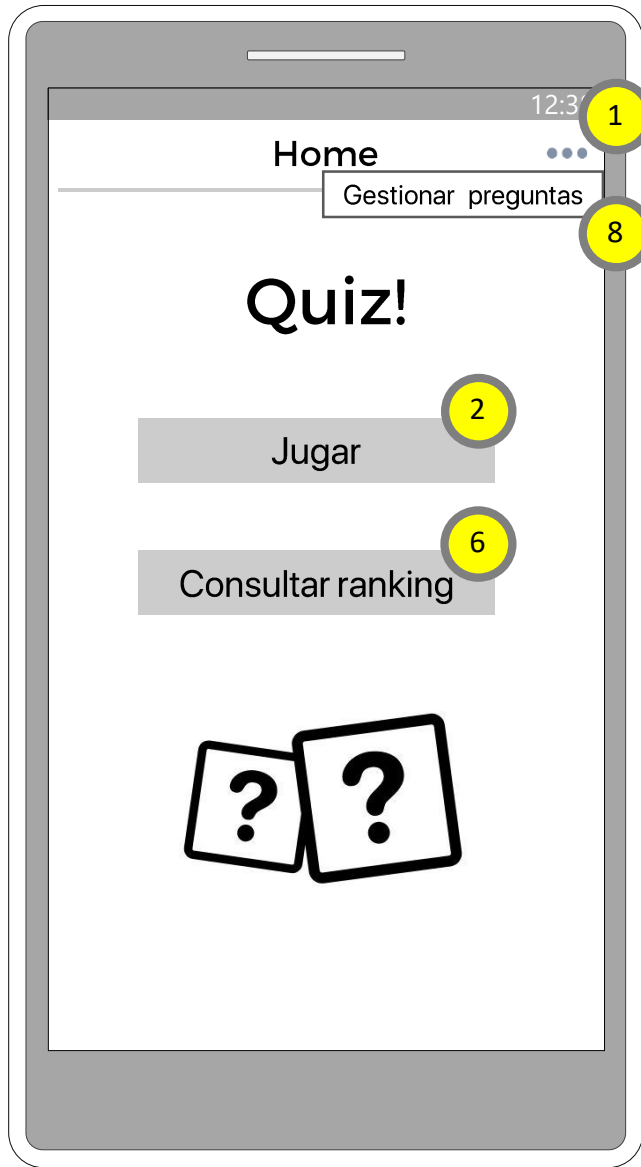 1
Home
Gestionar preguntas
8
Quiz!
2
Jugar
6
Consultar ranking
? ?